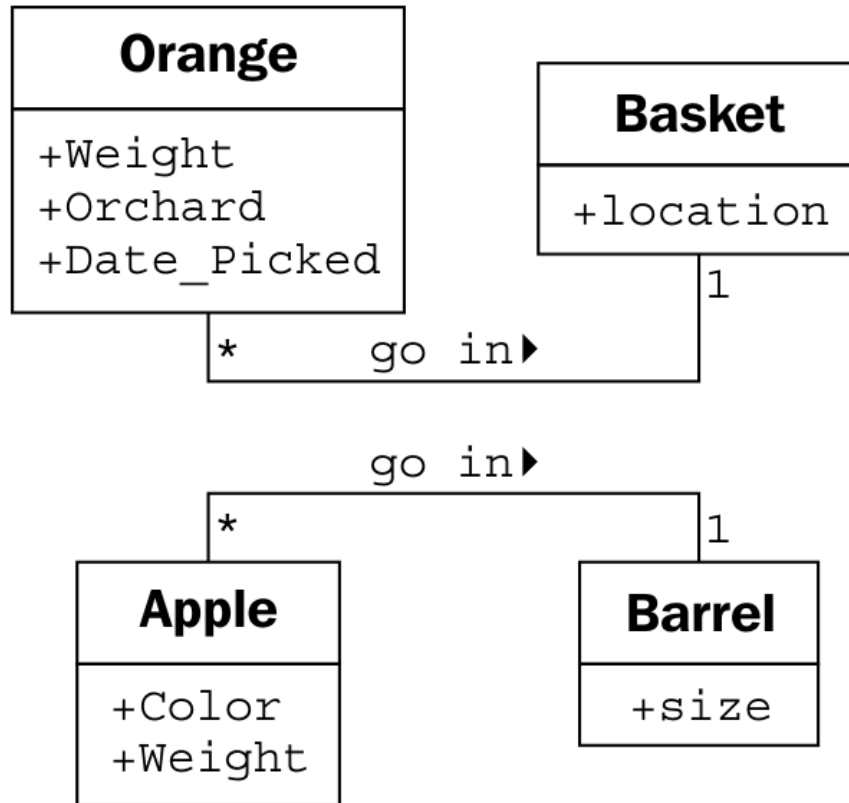 Orange
+Weight
+Orchard
+Date_Picked
Basket
+location
* go in▶ 1
go in▶
* 1
Apple
+Color
+Weight
Barrel
+size